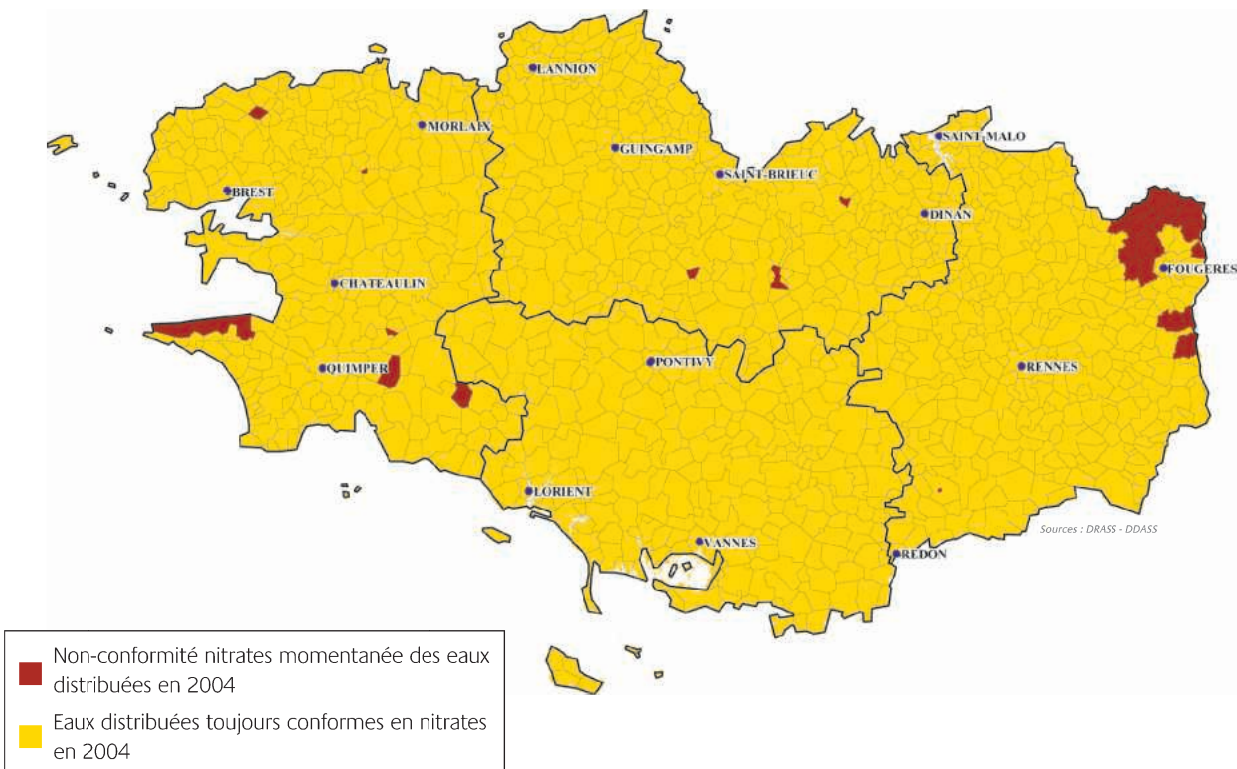 LANNION
MORLAIX
SAINT-MALO
GUINGAMP
SAINT-BRIEUC
BREST
DINAN
FOUGERES
CHATEAULIN
PONTIVY
QUIMPER
RENNES
LORIENT
Sources : DRASS - DDASS
VANNES
REDON
Non-conformité nitrates momentanée des eaux
distribuées en 2004
Eaux distribuées toujours conformes en nitrates
en 2004